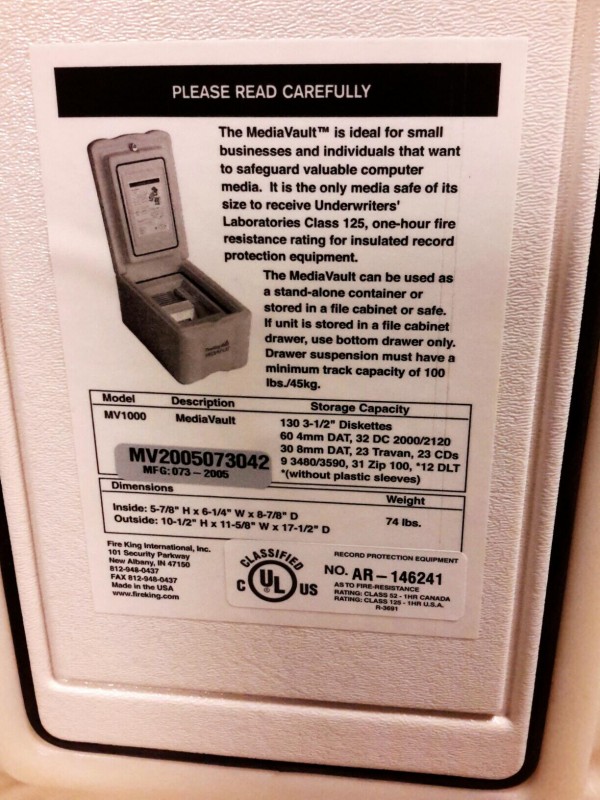 PLEASE READ CAREFULLY
The MediaVault™ is ideal for small
businesses and individuals that want
to safeguard valuable computer
media. It is the only media safe of its
size to receive Underwriters'
Laboratories Class 125, one-hour fire
resistance rating for insulated record
protection equipment.
The MediaVault can be used as
a stand-alone container or
stored in a file cabinet or safe.
If unit is stored in a file cabinet
drawer, use bottom drawer only.
Drawer suspension must have a
minimum track capacity of 100
lbs./45kg.
Model Description Storage Capacity
MV1000 MediaVault 130 3-1/2" Diskettes
60 4mm DAT, 32 DC 2000/2120
30 8mm DAT, 23 Travan, 23 CDs
9 3480/3590, 31 Zip 100, *12 DLT
*(without plastic sleeves)
MV2005073042
MFG: 073 - 2005
Dimensions Weight
Inside: 5-7/8" H x 6-1/4" W x 8-7/8" D 74 lbs.
Outside: 10-1/2" H x 11-5/8" W x 17-1/2" D
Fire King International, Inc.
101 Security Parkway
New Albany, IN 47150
812-948-0437
FAX 812-948-0437
Made in the USA
www.fireking.com
CLASSIFIED
C UL US
RECORD PROTECTION EQUIPMENT
NO. AR - 146241
AS TO FIRE-RESISTANCE
RATING: CLASS 52 - 1HR CANADA
RATING: CLASS 125 - 1HR U.S.A.
R-3691